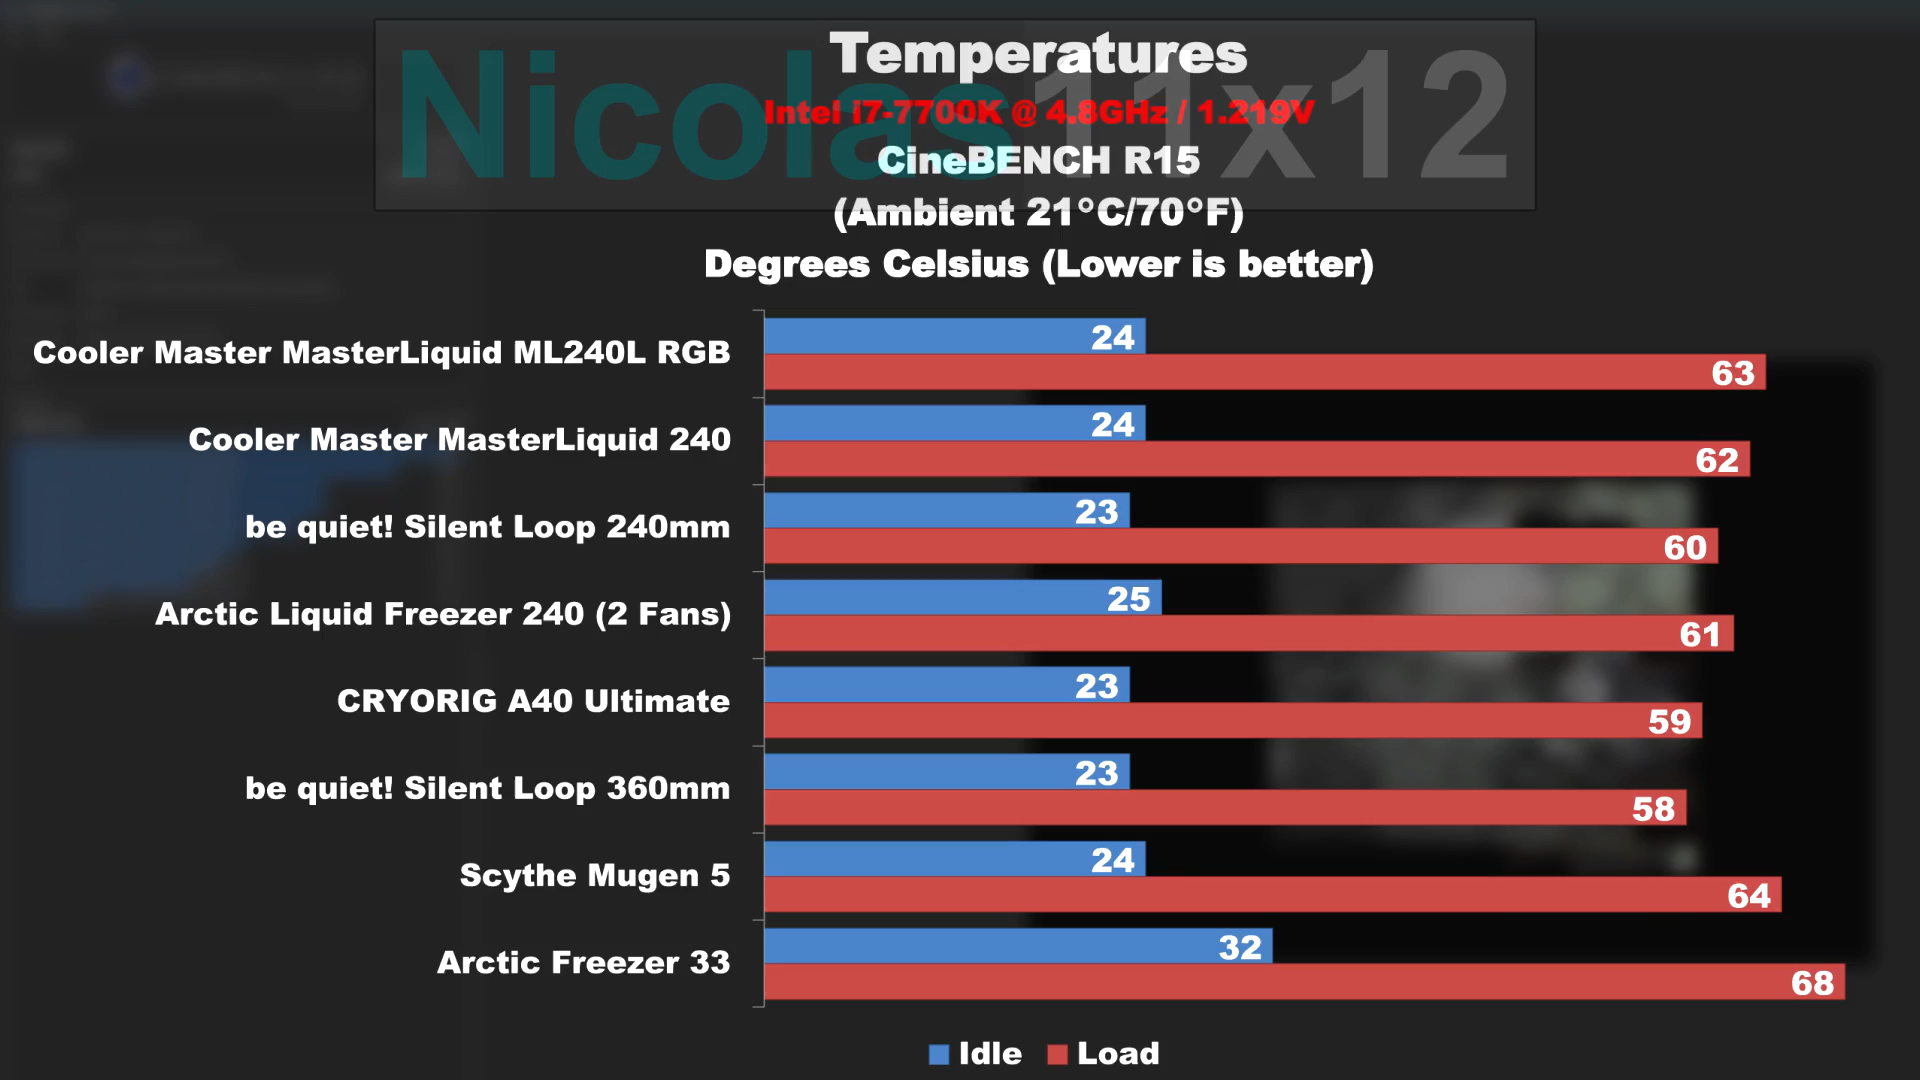 Nicolas11x12
Temperatures
Intel i7-7700K @ 4.8GHz / 1.219V
CineBENCH R15
(Ambient 21°C/70°F)
Degrees Celsius (Lower is better)
Cooler Master MasterLiquid ML240L RGB 24
63
Cooler Master MasterLiquid 240 24
62
be quiet! Silent Loop 240mm 23
60
Arctic Liquid Freezer 240 (2 Fans) 25
61
CRYORIG A40 Ultimate 23
59
be quiet! Silent Loop 360mm 23
58
Scythe Mugen 5 24
64
Arctic Freezer 33 32
68
Idle Load